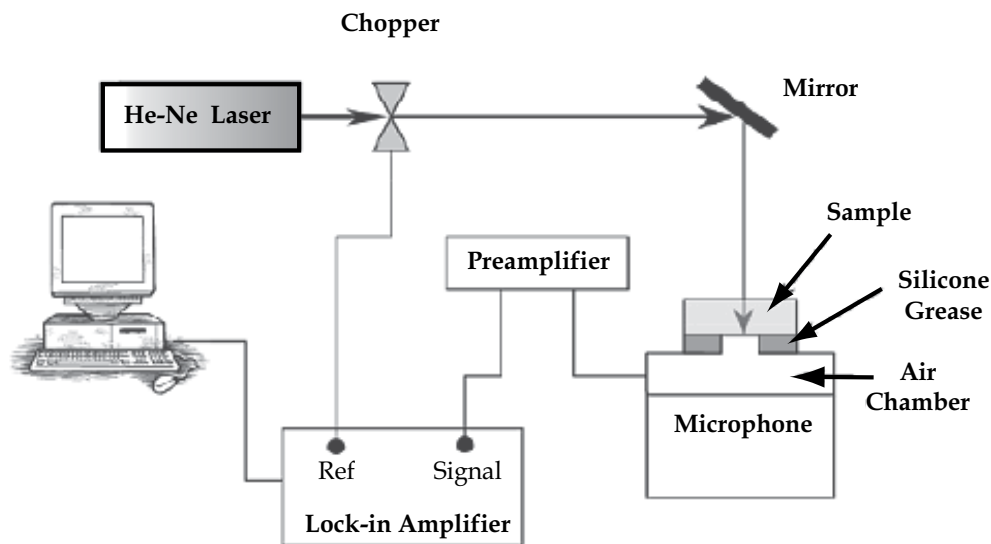 Chopper
He-Ne Laser
Mirror
Sample
Preamplifier
Silicone
Grease
Air
Chamber
Microphone
Ref
Signal
Lock-in Amplifier